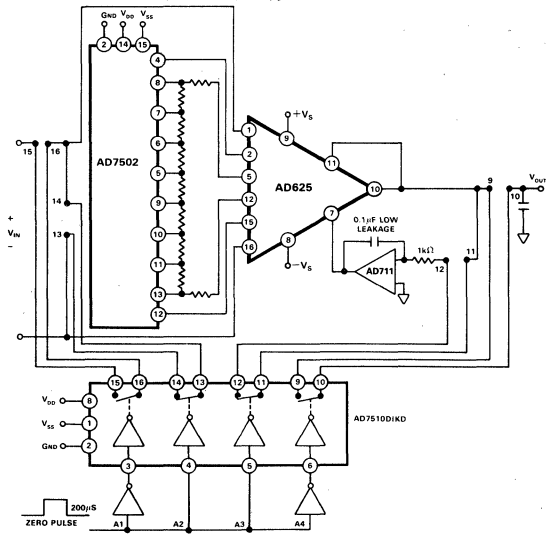 GND VDD VSS
2 14 15
4
8
7
6
5
9
10
11
13
12
AD7502
15 16
14
13
+
VIN
−
+VS
9
1
2
5
12
15
16
11
10
7
8
AD625
−VS
0.1μF LOW
LEAKAGE
AD711
1kΩ
12
11
9
VOUT
10
15 16 14 13 12 11 9 10
VDD 8
VSS 1
GND 2
AD7510DIKD
3 4 5 6
200μS
ZERO PULSE
A1 A2 A3 A4